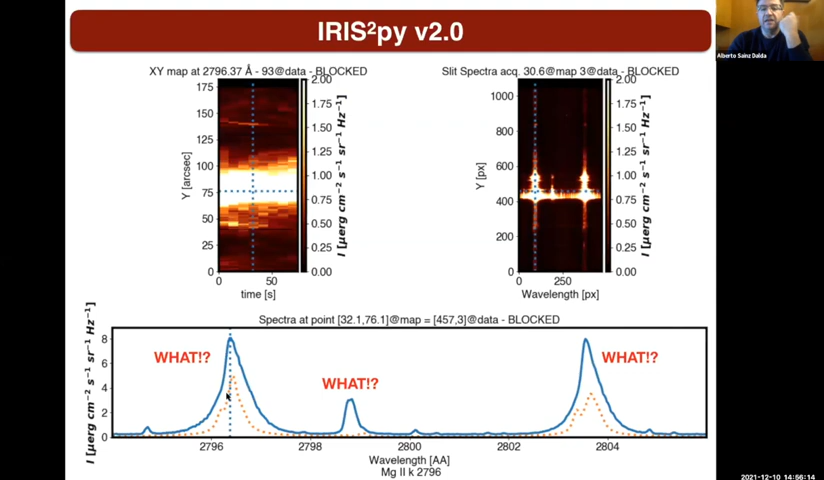 IRIS²py v2.0
Alberto Sainz Dalda
XY map at 2796.37 Å - 93@data - BLOCKED
Slit Spectra acq. 30.6@map 3@data - BLOCKED
175
150
125
100
75
50
25
0
Y [arcsec]
0 50
time [s]
2.00
1.75
1.50
1.25
1.00
0.75
0.50
0.25
0.00
I [μerg cm⁻² s⁻¹ sr⁻¹ Hz⁻¹]
1000
800
600
400
200
0
Y [px]
0 250
Wavelength [px]
2.00
1.75
1.50
1.25
1.00
0.75
0.50
0.25
0.00
I [μerg cm⁻² s⁻¹ sr⁻¹ Hz⁻¹]
Spectra at point [32.1,76.1]@map = [457,3]@data - BLOCKED
I [μerg cm⁻² s⁻¹ sr⁻¹ Hz⁻¹]
8
6
4
2
0
WHAT!?
WHAT!?
WHAT!?
2796 2798 2800 2802 2804
Wavelength [AA]
Mg II k 2796
2021-12-10 14:56:14